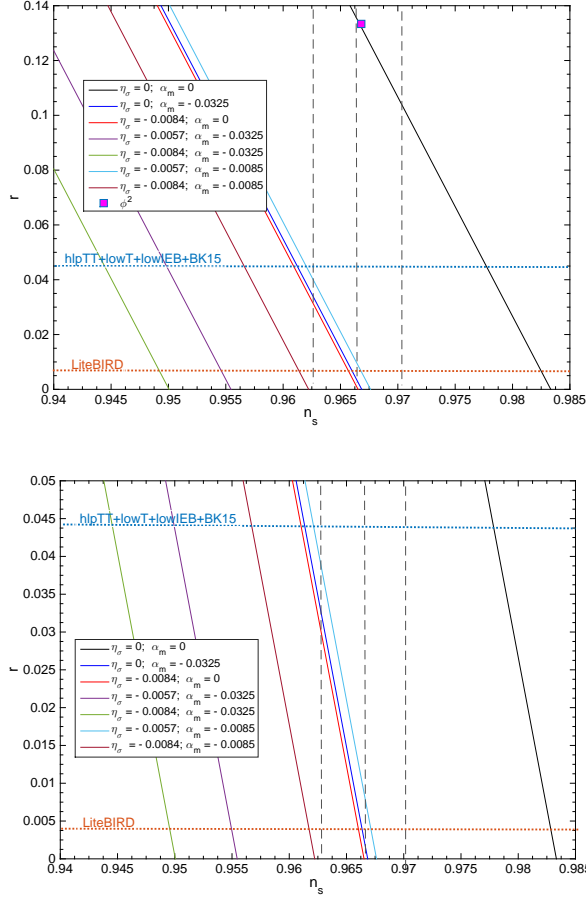 0.14
0.12
η_σ = 0; α_m = 0
η_σ = 0; α_m = - 0.0325
0.1
η_σ = - 0.0084; α_m = 0
η_σ = - 0.0057; α_m = - 0.0325
η_σ = - 0.0084; α_m = - 0.0325
0.08
η_σ = - 0.0057; α_m = - 0.0085
η_σ = - 0.0084; α_m = - 0.0085
r
ϕ^2
0.06
hlpTT+lowT+lowlEB+BK15
0.04
0.02
LiteBIRD
0
0.94 0.945 0.95 0.955 0.96 0.965 0.97 0.975 0.98 0.985
n_s
0.05
0.045
hlpTT+lowT+lowlEB+BK15
0.04
0.035
0.03
η_σ = 0; α_m = 0
η_σ = 0; α_m = - 0.0325
r
0.025
η_σ = - 0.0084; α_m = 0
η_σ = - 0.0057; α_m = - 0.0325
0.02
η_σ = - 0.0084; α_m = - 0.0325
η_σ = - 0.0057; α_m = - 0.0085
0.015
η_σ = - 0.0084; α_m = - 0.0085
0.01
LiteBIRD
0.005
0
0.94 0.945 0.95 0.955 0.96 0.965 0.97 0.975 0.98 0.985
n_s